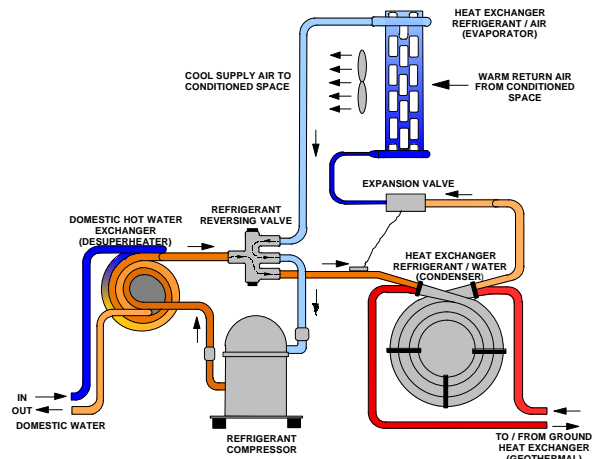 HEAT EXCHANGER
REFRIGERANT / AIR
(EVAPORATOR)
COOL SUPPLY AIR TO
CONDITIONED SPACE
WARM RETURN AIR
FROM CONDITIONED
SPACE
EXPANSION VALVE
REFRIGERANT
REVERSING VALVE
DOMESTIC HOT WATER
EXCHANGER
(DESUPERHEATER)
HEAT EXCHANGER
REFRIGERANT / WATER
(CONDENSER)
IN
OUT
DOMESTIC WATER
REFRIGERANT
COMPRESSOR
TO / FROM GROUND
HEAT EXCHANGER
(GEOTHERMAL)